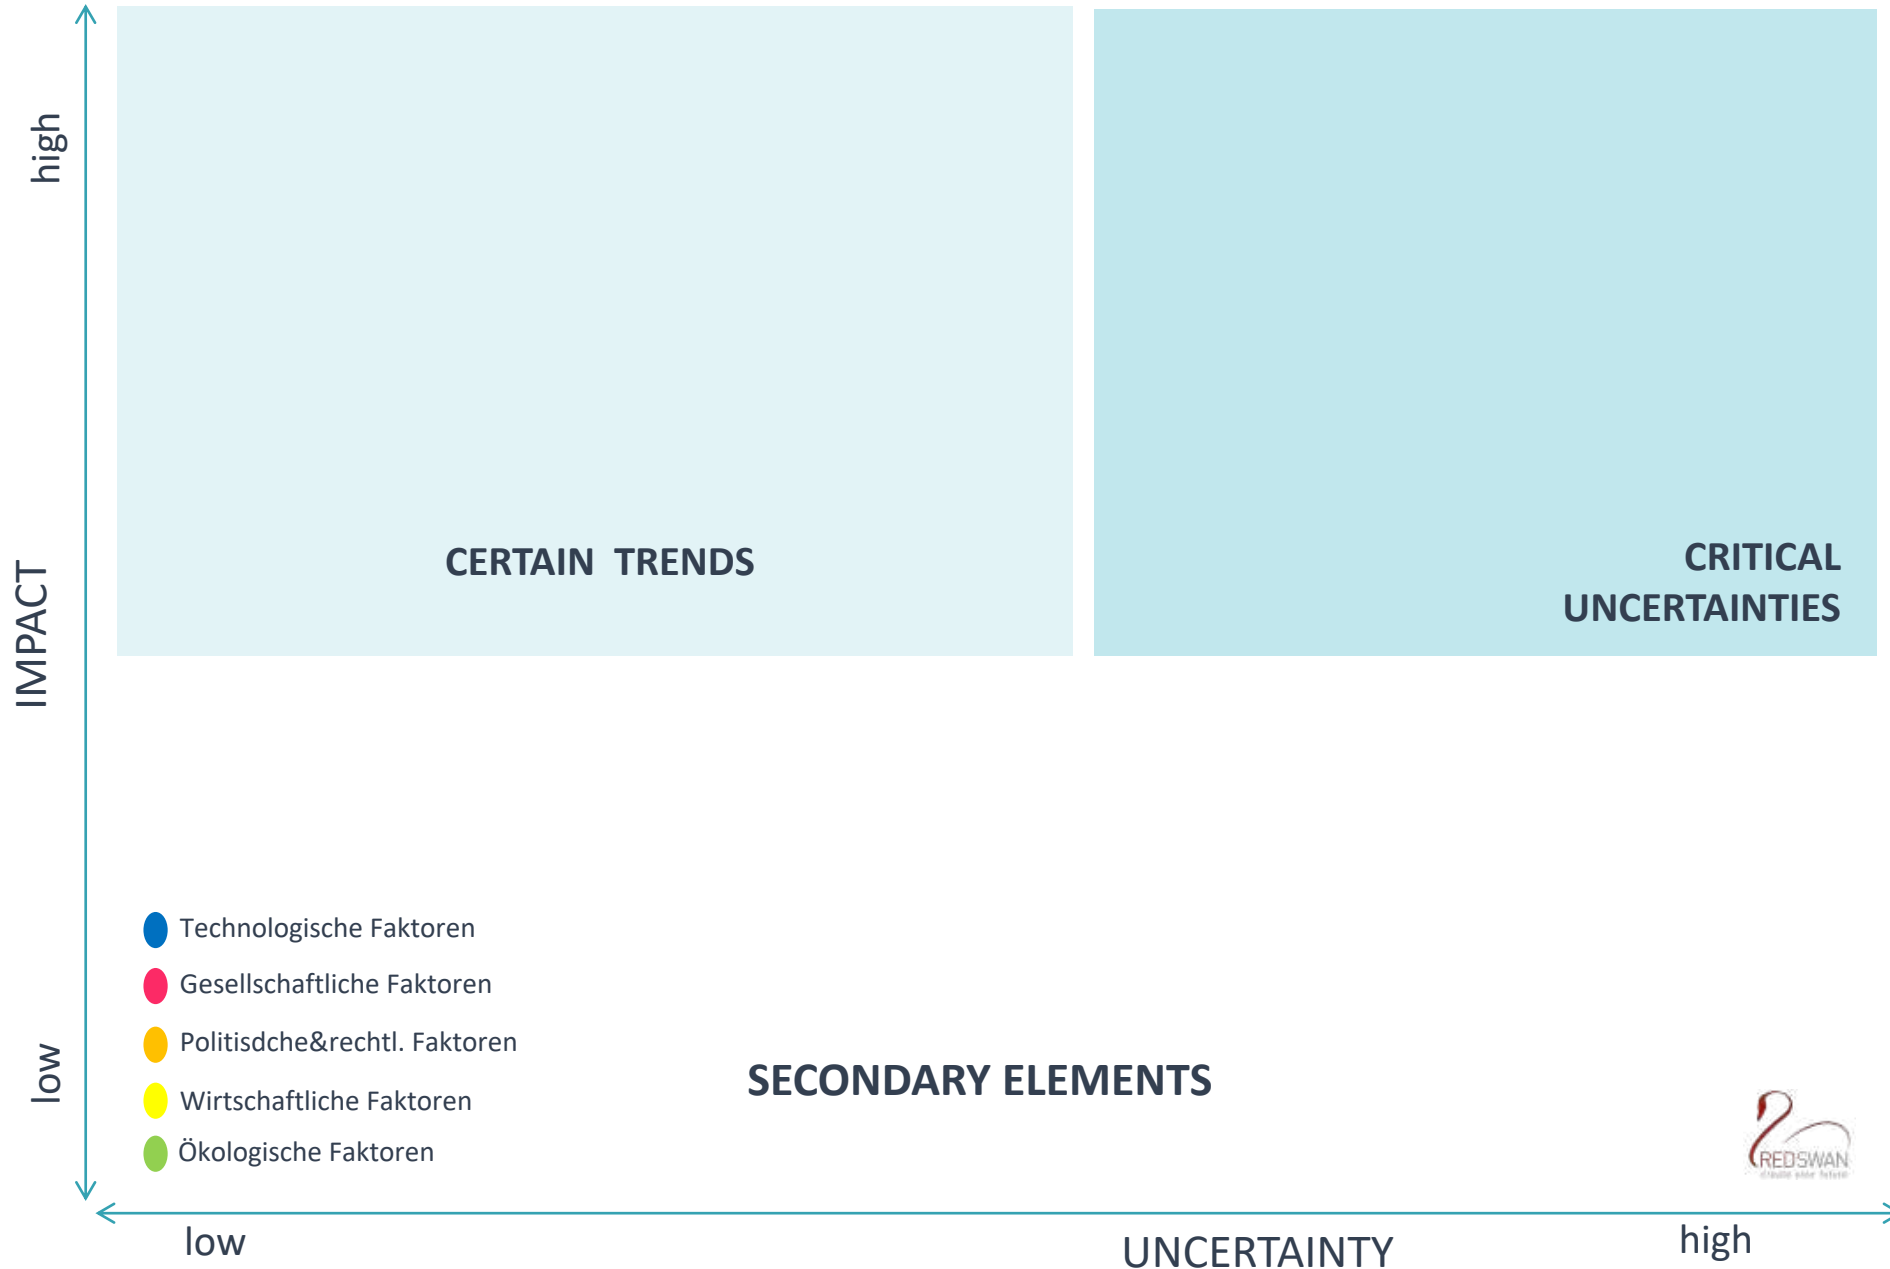 high
CERTAIN TRENDS
CRITICAL
UNCERTAINTIES
IMPACT
Technologische Faktoren
Gesellschaftliche Faktoren
Politisdche&rechtl. Faktoren
Wirtschaftliche Faktoren
Ökologische Faktoren
low
SECONDARY ELEMENTS
REDSWAN
low
UNCERTAINTY
high